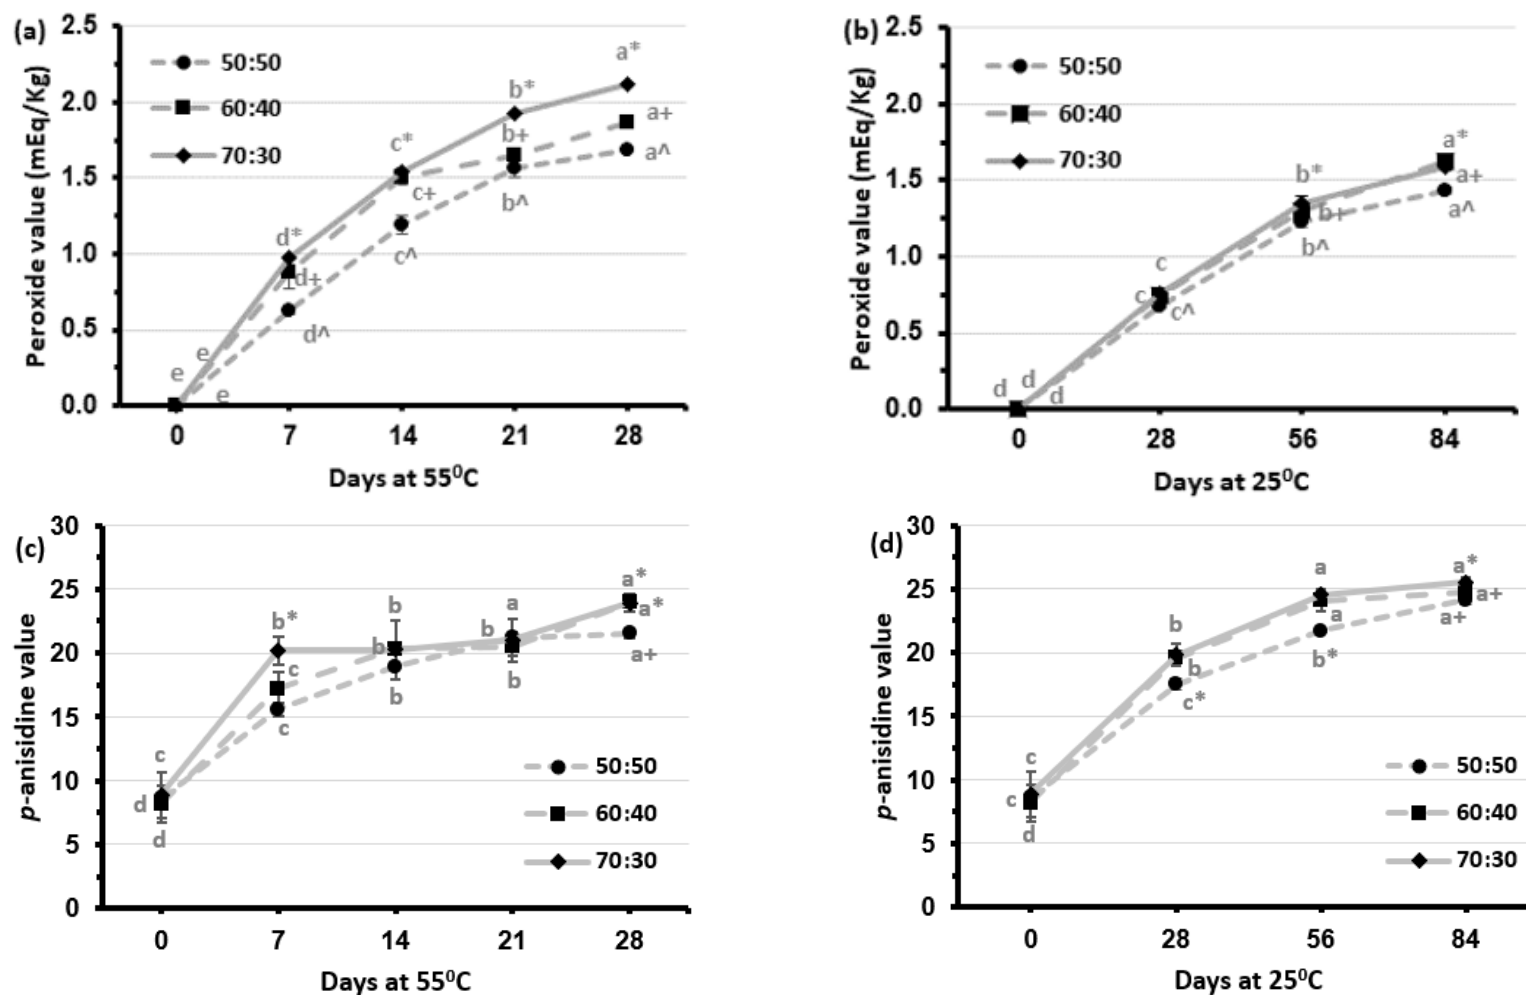 (a)
Peroxide value (mEq/Kg)
2.5
2.0
1.5
1.0
0.5
0.0
50:50
60:40
70:30
a*
b*
a+
b+
c*
a^
c+
b^
d*
c^
d+
d^
e
e
e
0 7 14 21 28
Days at 55⁰C
(b)
Peroxide value (mEq/Kg)
2.5
2.0
1.5
1.0
0.5
0.0
50:50
60:40
70:30
a*
b*
a+
b+
a^
b^
c
c
c^
d
d
d
0 28 56 84
Days at 25⁰C
(c)
p-anisidine value
30
25
20
15
10
5
0
a*
a*
b
a
b*
b
b
a+
c
b
b
c
c
d
d
50:50
60:40
70:30
0 7 14 21 28
Days at 55⁰C
(d)
p-anisidine value
30
25
20
15
10
5
0
a*
a
a+
a
a+
b
b*
b
c*
c
c
d
50:50
60:40
70:30
0 28 56 84
Days at 25⁰C